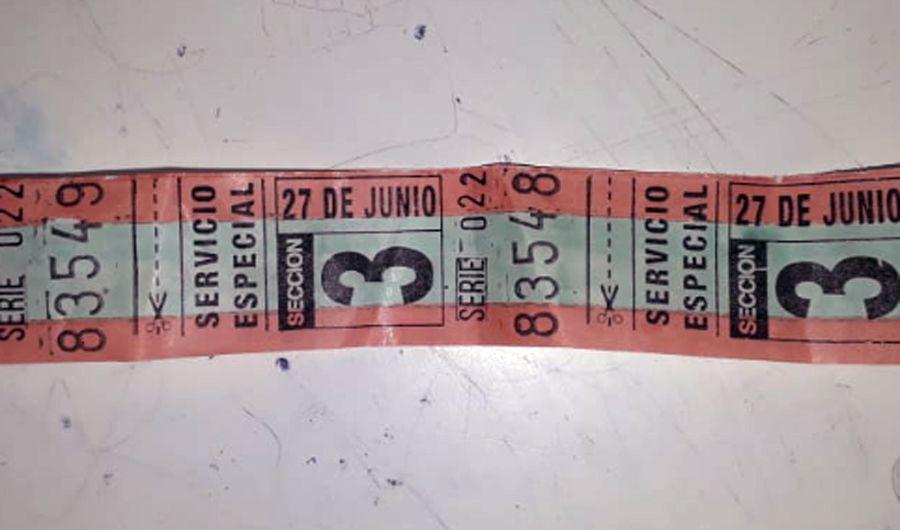 SERIE 022
83549
SERVICIO
ESPECIAL
27 DE JUNIO
SECCION
3
SERIE 022
83548
SERVICIO
ESPECIAL
27 DE JUNIO
SECCION
3